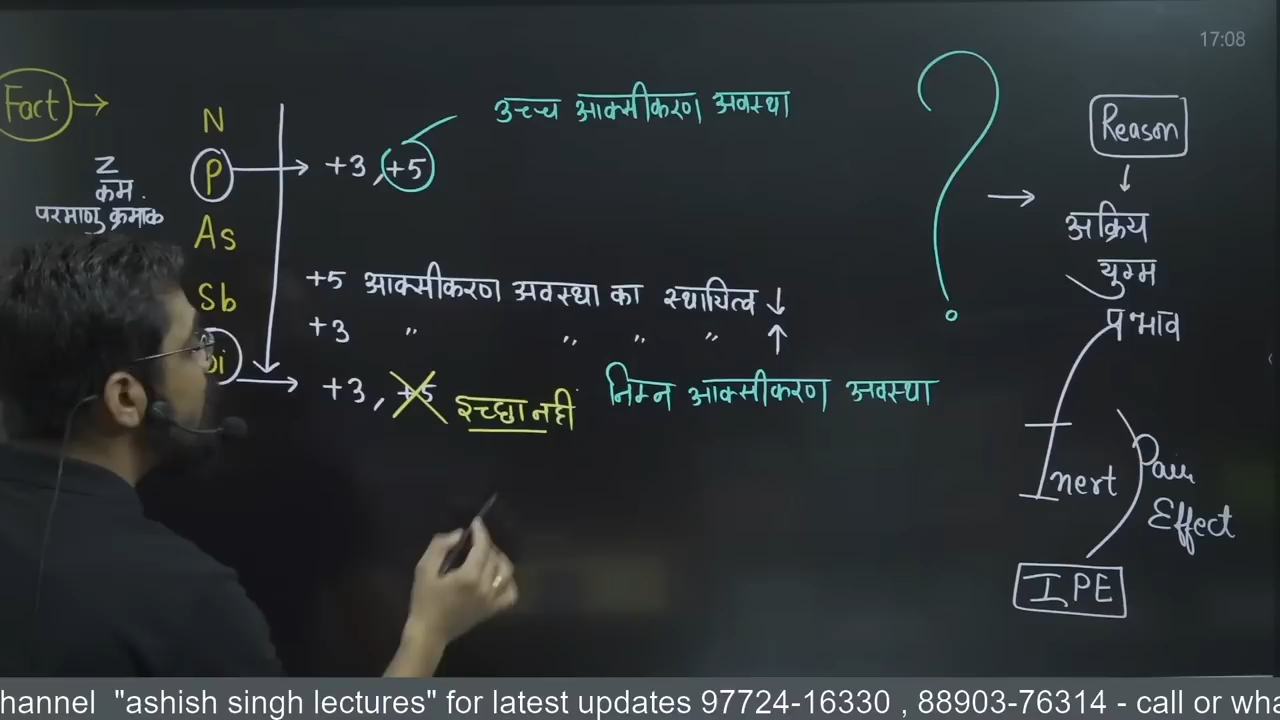 17:08
Fact →
N
P → +3, +5 उच्च आक्सीकरण अवस्था
Z
कम.
परमाणु क्रमांक
As
Sb
+5 आक्सीकरण अवस्था का स्थायित्व ↓
+3 " " " " ↑
→ +3, +5 इच्छा नही निम्न आक्सीकरण अवस्था
?
→
Reason
↓
अक्रिय
युग्म
प्रभाव
Inert Pair
Effect
IPE
hannel "ashish singh lectures" for latest updates 97724-16330 , 88903-76314 - call or wha